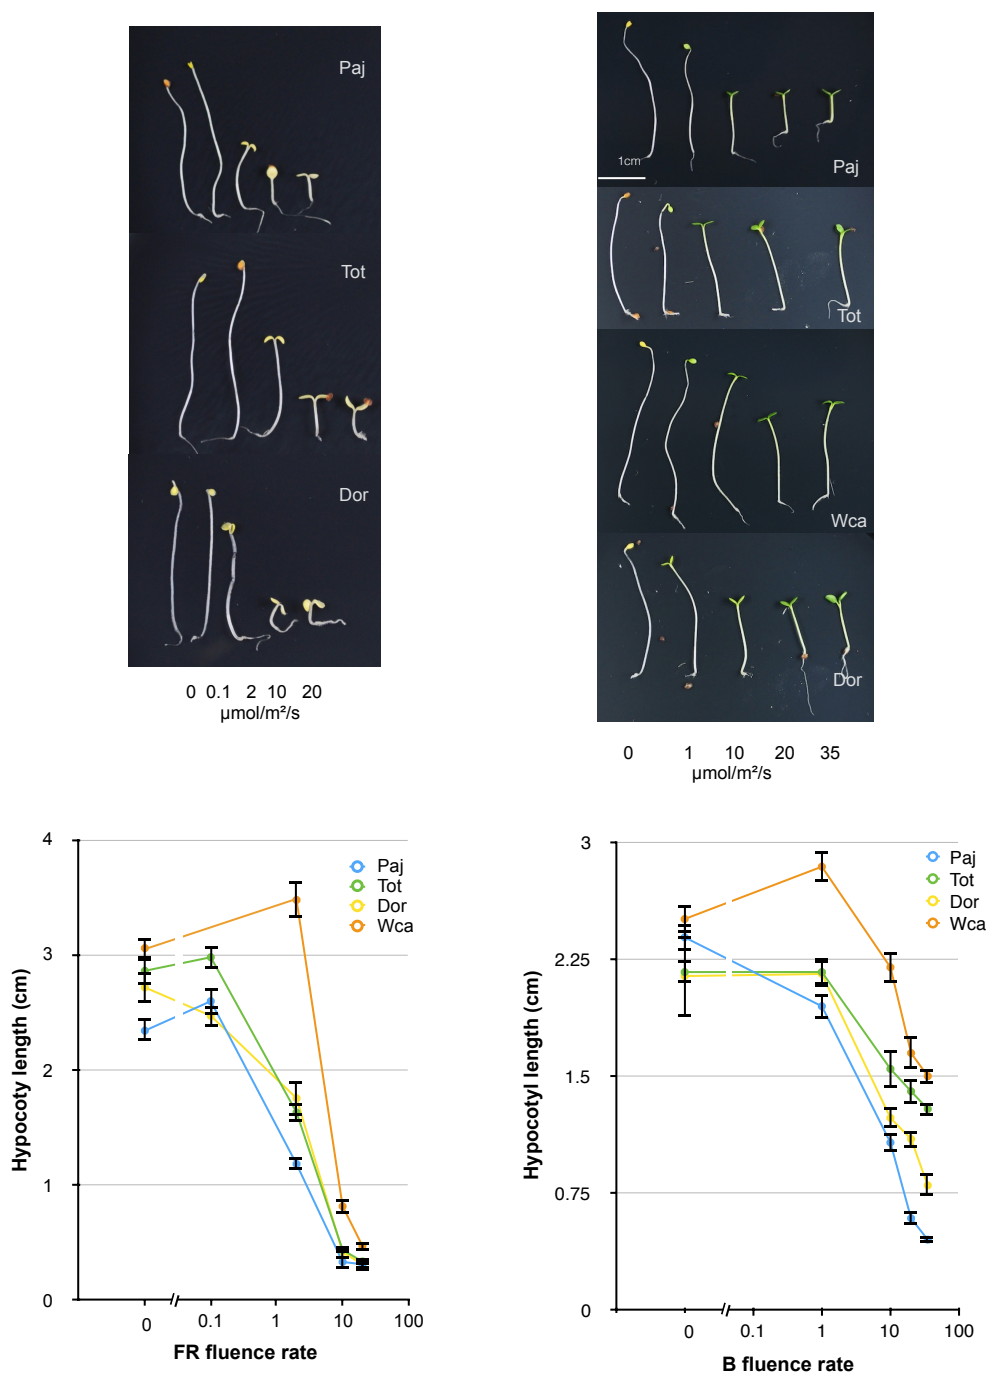 Paj
Tot
Dor
0 0.1 2 10 20
µmol/m²/s
Paj
1cm
Tot
Wca
Dor
0 1 10 20 35
µmol/m²/s
4
3
2
1
0
Hypocoty length (cm)
Paj
Tot
Dor
Wca
0 0.1 1 10 100
FR fluence rate
3
2.25
1.5
0.75
0
Hypocotyl length (cm)
Paj
Tot
Dor
Wca
0 0.1 1 10 100
B fluence rate